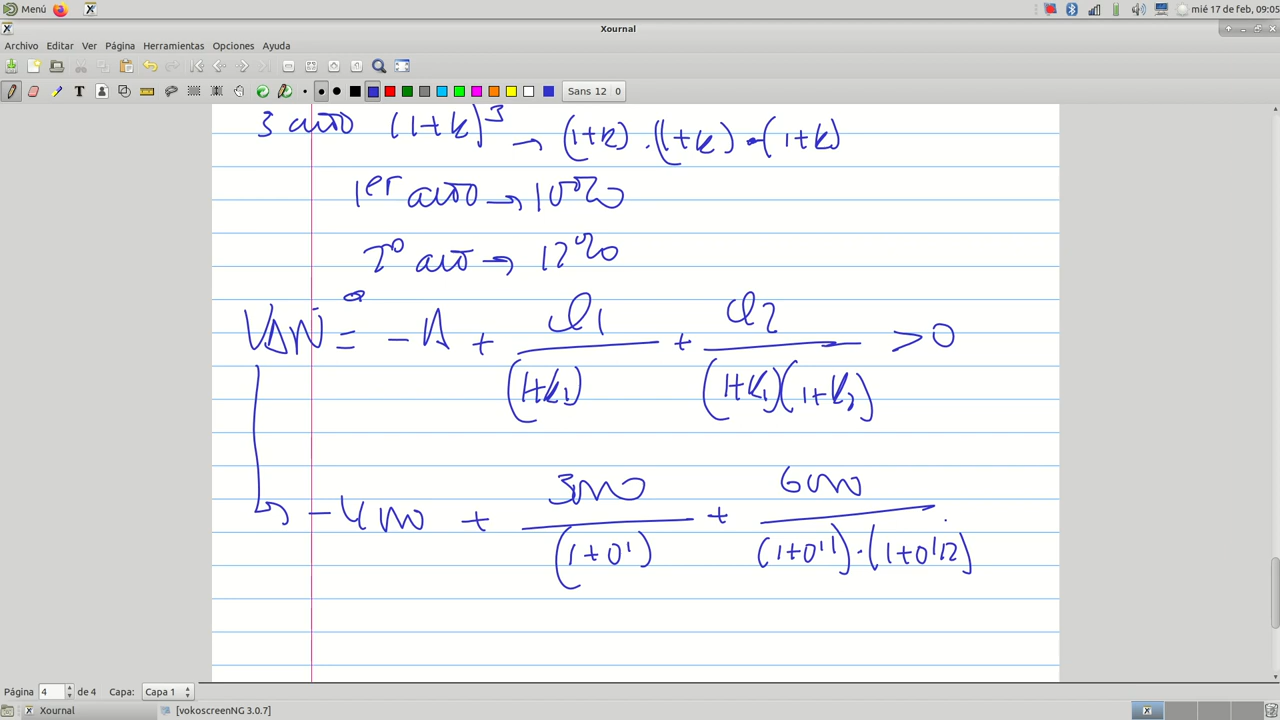 Menú
mié 17 de feb, 09:05
Xournal
Archivo Editar Ver Página Herramientas Opciones Ayuda
Sans 12 0
3 año (1+k)^3 → (1+k) · (1+k) · (1+k)
1er año → 10%
2º año → 12%
VAN = -A + Q1/(1+k1) + Q2/((1+k1)(1+k2)) > 0
→ -4000 + 3000/(1+0'1) + 6000/((1+0'1)·(1+0'12))
Página 4 de 4 Capa: Capa 1
Xournal [vokoscreenNG 3.0.7]